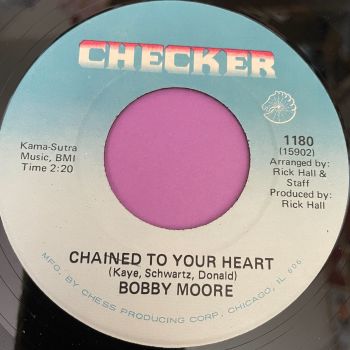 CHECKER
Kama-Sutra
Music, BMI
Time 2:20
1180
(15902)
Arranged by:
Rick Hall &
Staff
Produced by:
Rick Hall
CHAINED TO YOUR HEART
(Kaye, Schwartz, Donald)
BOBBY MOORE
MFG. BY CHESS PRODUCING CORP., CHICAGO, IL 606